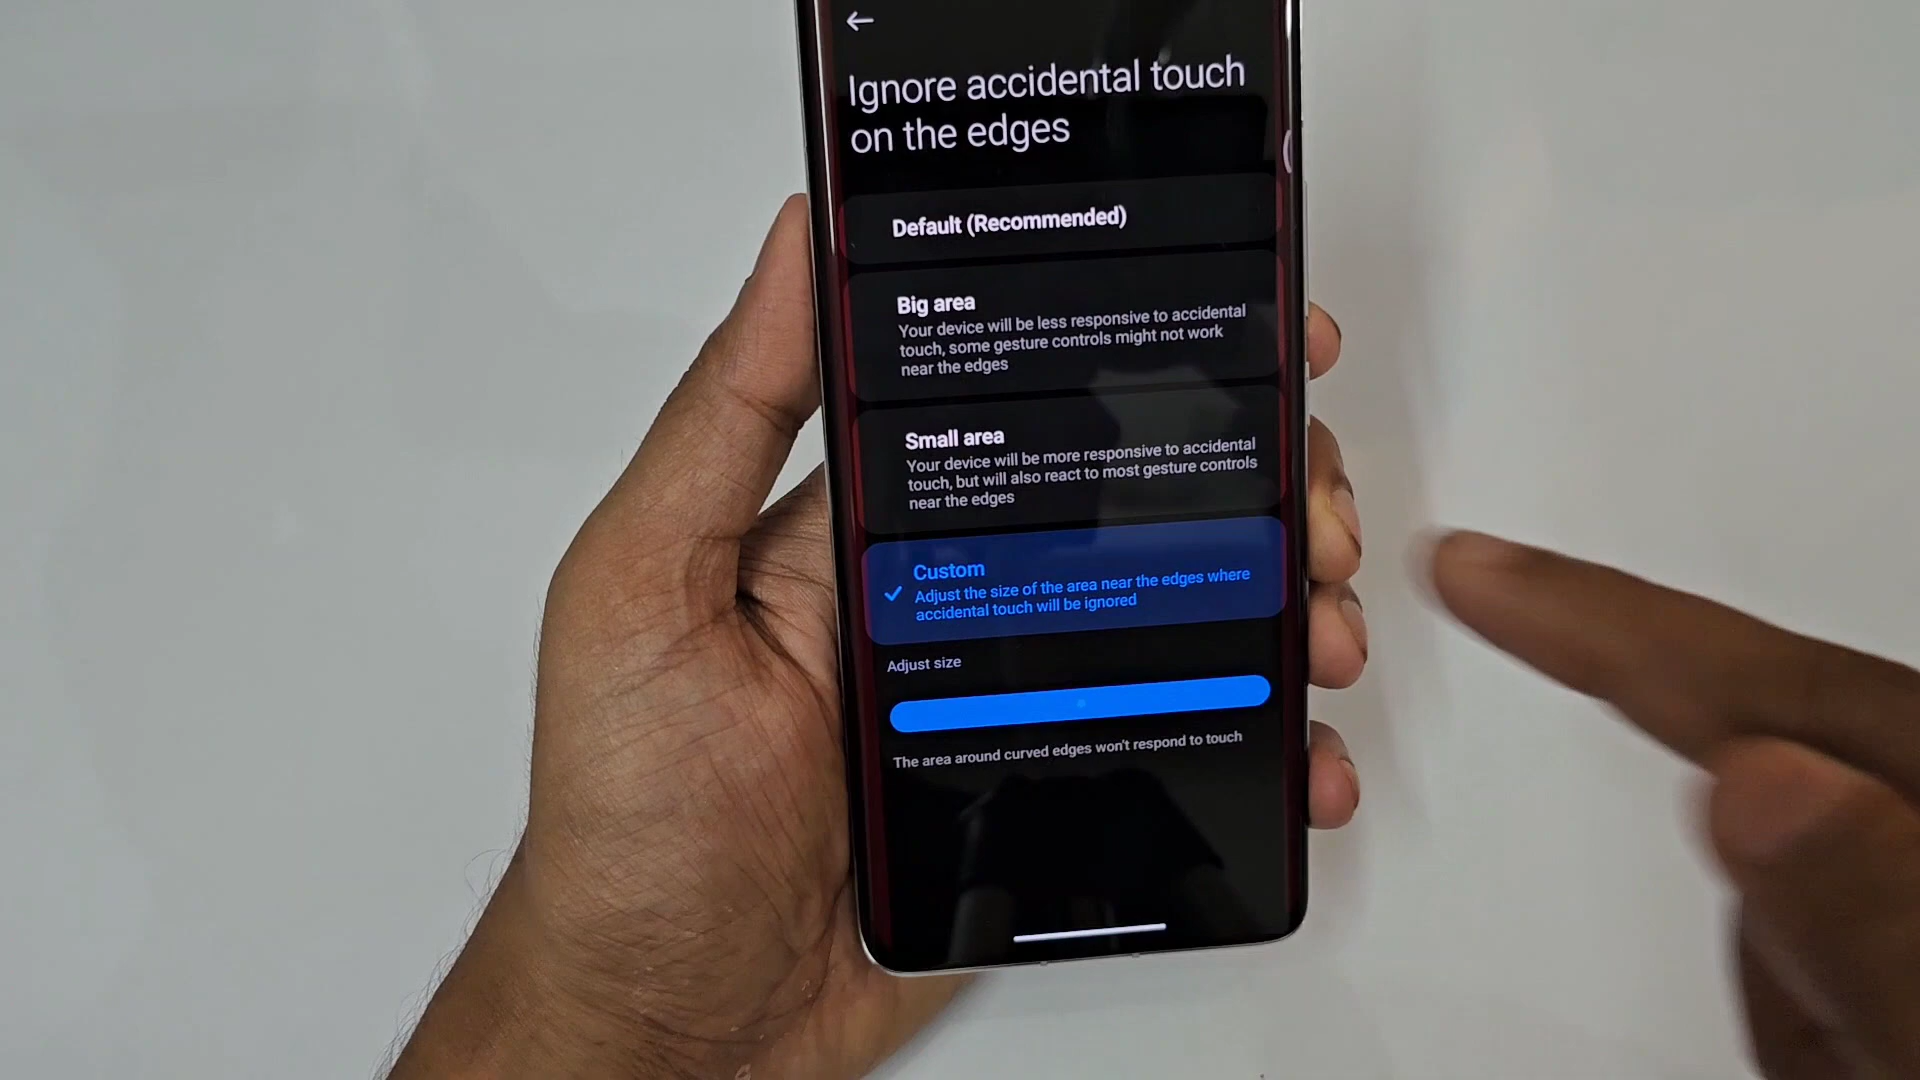 Ignore accidental touch
on the edges
Default (Recommended)
Big area
Your device will be less responsive to accidental
touch, some gesture controls might not work
near the edges
Small area
Your device will be more responsive to accidental
touch, but will also react to most gesture controls
near the edges
Custom
Adjust the size of the area near the edges where
accidental touch will be ignored
Adjust size
The area around curved edges won't respond to touch